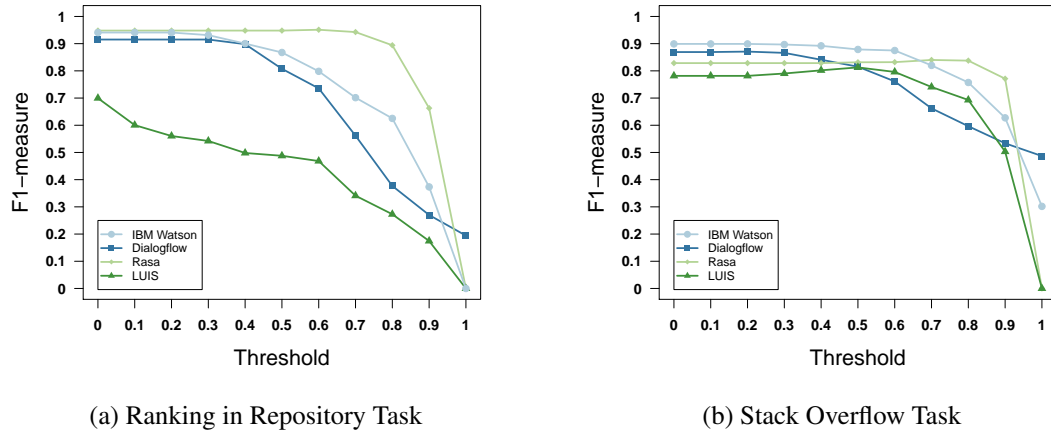 F1−measure
1
0.9
0.8
0.7
0.6
0.5
0.4
0.3
0.2
0.1
0
IBM Watson
Dialogflow
Rasa
LUIS
0 0.1 0.2 0.3 0.4 0.5 0.6 0.7 0.8 0.9 1
Threshold
(a) Ranking in Repository Task
F1−measure
1
0.9
0.8
0.7
0.6
0.5
0.4
0.3
0.2
0.1
0
IBM Watson
Dialogflow
Rasa
LUIS
0 0.1 0.2 0.3 0.4 0.5 0.6 0.7 0.8 0.9 1
Threshold
(b) Stack Overflow Task